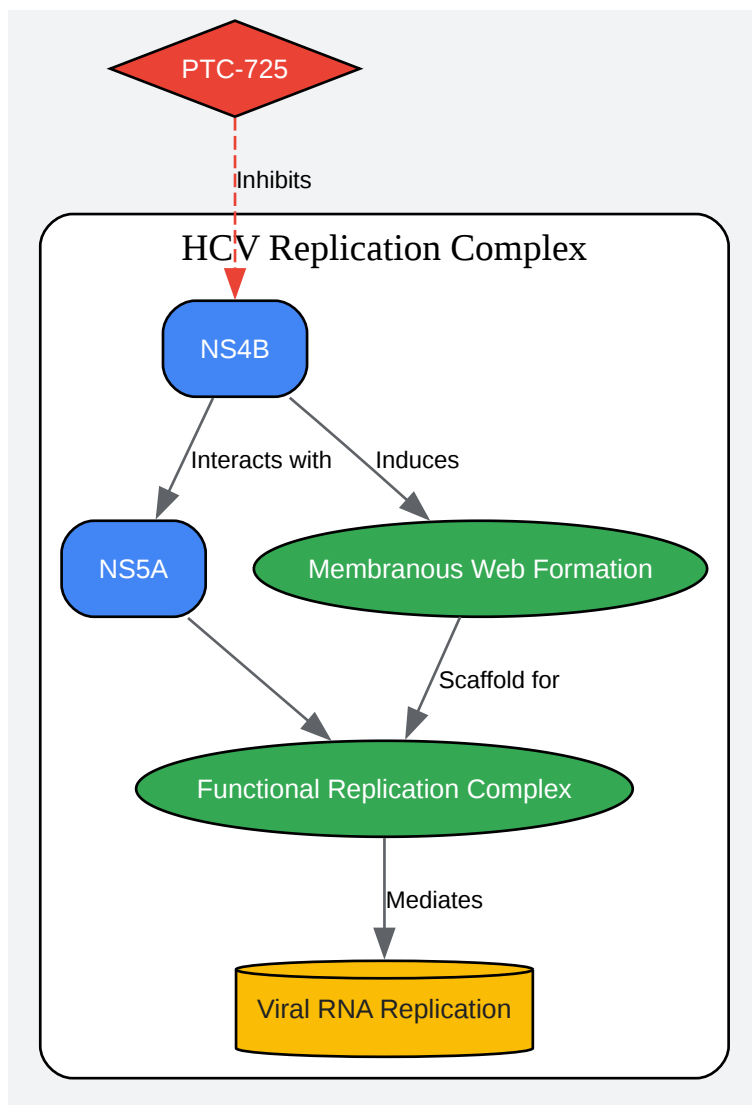 PTC-725
Inhibits
HCV Replication Complex
NS4B
Interacts with
Induces
NS5A
Membranous Web Formation
Scaffold for
Functional Replication Complex
Mediates
Viral RNA Replication